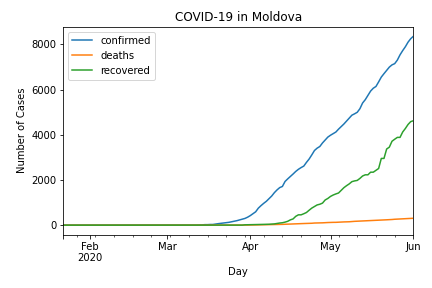 COVID-19 in Moldova
confirmed
deaths
recovered
Number of Cases
8000
6000
4000
2000
0
Feb
2020
Mar
Apr
May
Jun
Day